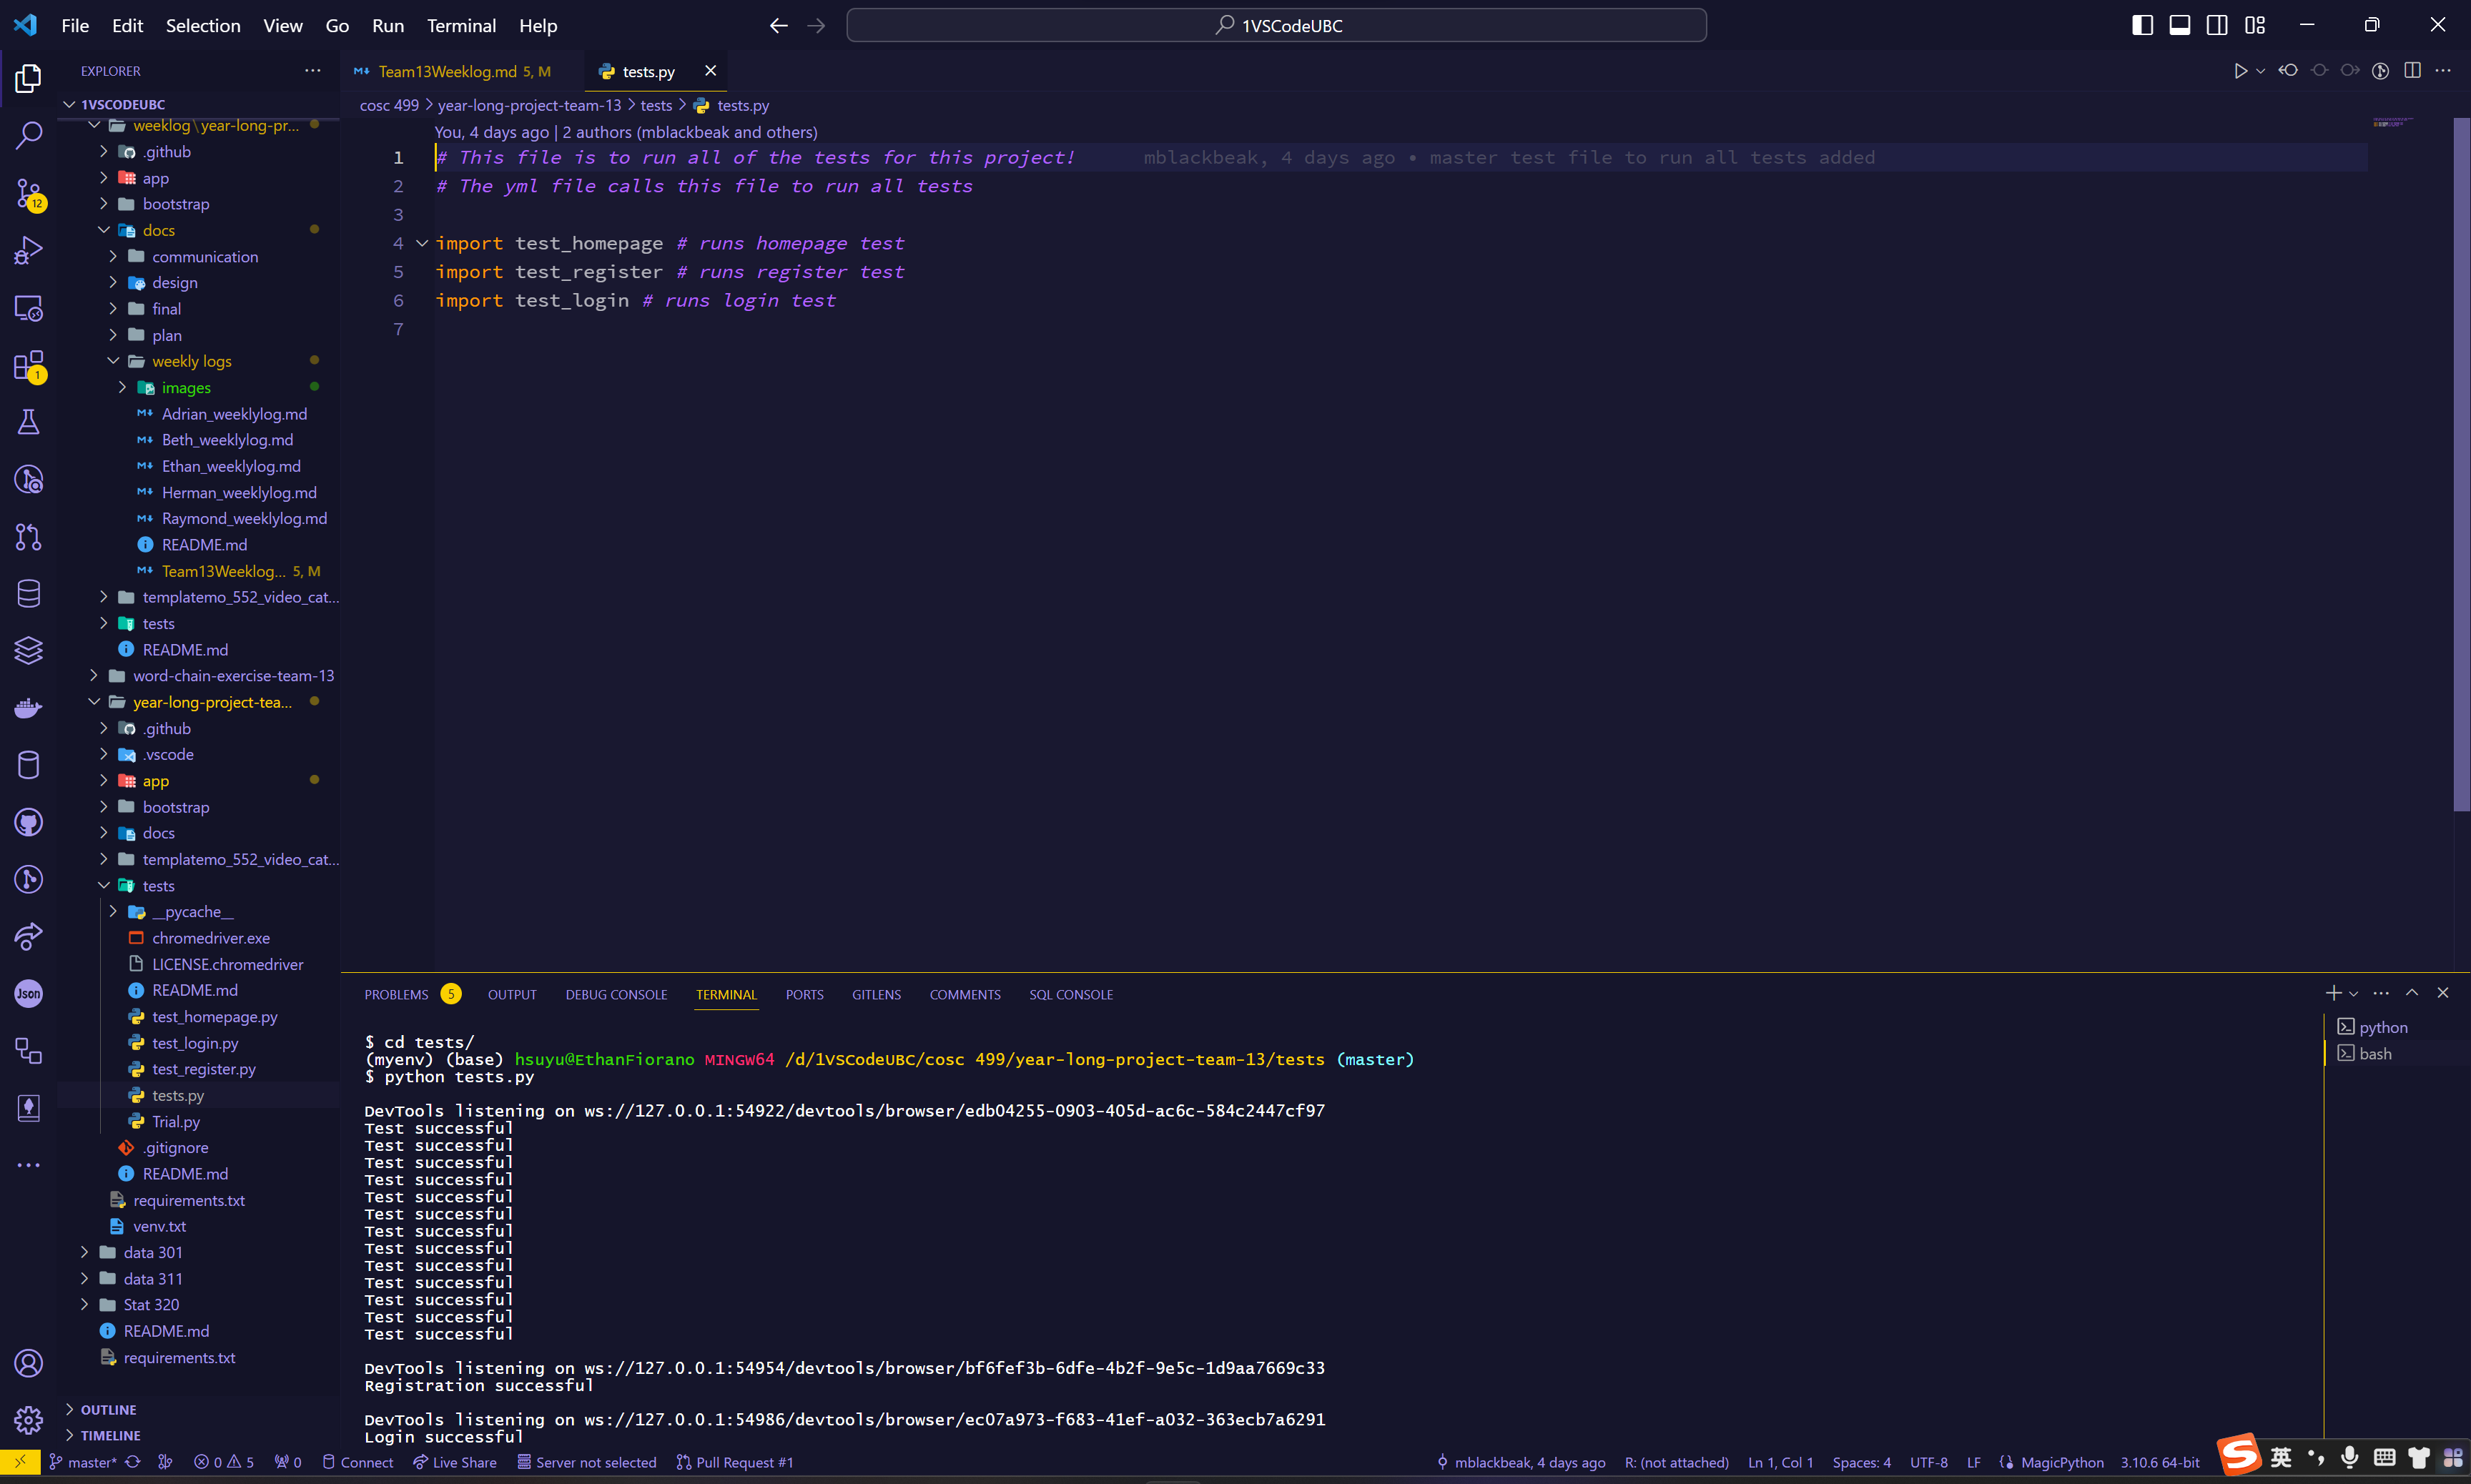 File Edit Selection View Go Run Terminal Help
1VSCodeUBC
EXPLORER
1VSCODEUBC
weeklog\year-long-pr...
.github
app
bootstrap
docs
communication
design
final
plan
weekly logs
images
Adrian_weeklylog.md
Beth_weeklylog.md
Ethan_weeklylog.md
Herman_weeklylog.md
Raymond_weeklylog.md
README.md
Team13Weeklog... 5, M
templatemo_552_video_cat...
tests
README.md
word-chain-exercise-team-13
year-long-project-tea...
.github
.vscode
app
bootstrap
docs
templatemo_552_video_cat...
tests
__pycache__
chromedriver.exe
LICENSE.chromedriver
README.md
test_homepage.py
test_login.py
test_register.py
tests.py
Trial.py
.gitignore
README.md
requirements.txt
venv.txt
data 301
data 311
Stat 320
README.md
requirements.txt
OUTLINE
TIMELINE
12
1
Json
Team13Weeklog.md 5, M
tests.py
cosc 499 > year-long-project-team-13 > tests > tests.py
You, 4 days ago | 2 authors (mblackbeak and others)
1 # This file is to run all of the tests for this project! mblackbeak, 4 days ago • master test file to run all tests added
2 # The yml file calls this file to run all tests
3
4 import test_homepage # runs homepage test
5 import test_register # runs register test
6 import test_login # runs login test
7
PROBLEMS 5 OUTPUT DEBUG CONSOLE TERMINAL PORTS GITLENS COMMENTS SQL CONSOLE
$ cd tests/
(myenv) (base) hsuyu@EthanFiorano MINGW64 /d/1VSCodeUBC/cosc 499/year-long-project-team-13/tests (master)
$ python tests.py
DevTools listening on ws://127.0.0.1:54922/devtools/browser/edb04255-0903-405d-ac6c-584c2447cf97
Test successful
Test successful
Test successful
Test successful
Test successful
Test successful
Test successful
Test successful
Test successful
Test successful
Test successful
Test successful
Test successful
DevTools listening on ws://127.0.0.1:54954/devtools/browser/bf6fef3b-6dfe-4b2f-9e5c-1d9aa7669c33
Registration successful
DevTools listening on ws://127.0.0.1:54986/devtools/browser/ec07a973-f683-41ef-a032-363ecb7a6291
Login successful
python
bash
master* 0 5 0 Connect Live Share Server not selected Pull Request #1
mblackbeak, 4 days ago R: (not attached) Ln 1, Col 1 Spaces: 4 UTF-8 LF MagicPython 3.10.6 64-bit
S 英